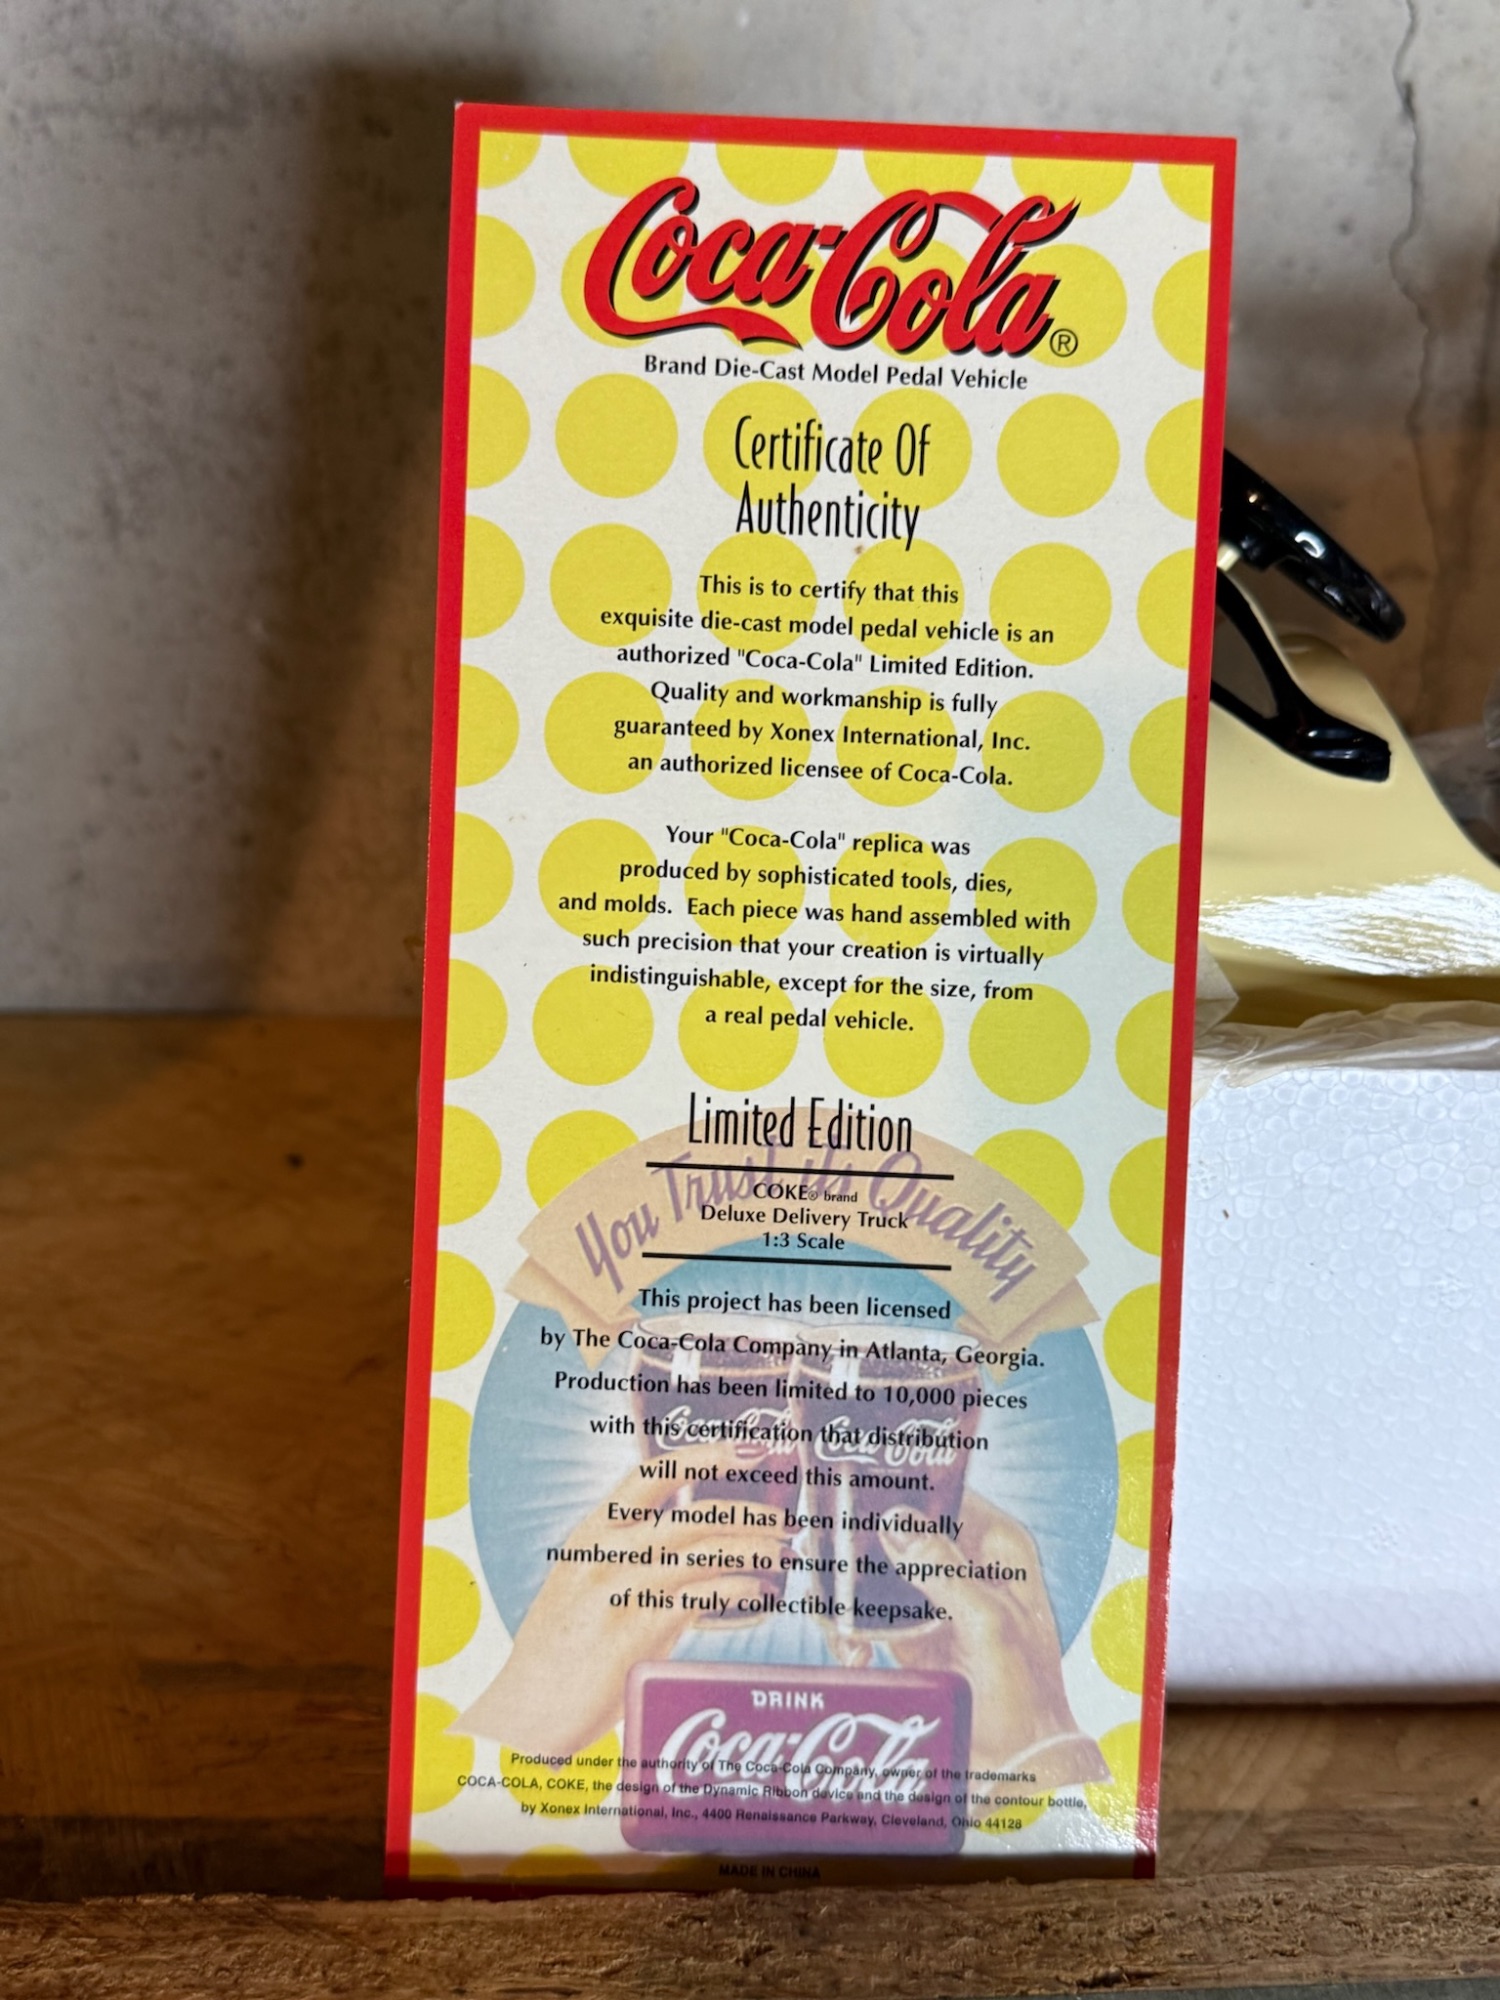 Coca-Cola®
Brand Die-Cast Model Pedal Vehicle
Certificate Of
Authenticity
This is to certify that this
exquisite die-cast model pedal vehicle is an
authorized "Coca-Cola" Limited Edition.
Quality and workmanship is fully
guaranteed by Xonex International, Inc.
an authorized licensee of Coca-Cola.
Your "Coca-Cola" replica was
produced by sophisticated tools, dies,
and molds. Each piece was hand assembled with
such precision that your creation is virtually
indistinguishable, except for the size, from
a real pedal vehicle.
Limited Edition
You Trust its Quality
COKE® brand
Deluxe Delivery Truck
1:3 Scale
This project has been licensed
by The Coca-Cola Company in Atlanta, Georgia.
Production has been limited to 10,000 pieces
with this certification that distribution
Coca-Cola Coca-Cola
will not exceed this amount.
Every model has been individually
numbered in series to ensure the appreciation
of this truly collectible keepsake.
DRINK
Coca-Cola
Produced under the authority of The Coca-Cola Company, owner of the trademarks
COCA-COLA, COKE, the design of the Dynamic Ribbon device and the design of the contour bottle,
by Xonex International, Inc., 4400 Renaissance Parkway, Cleveland, Ohio 44128
MADE IN CHINA